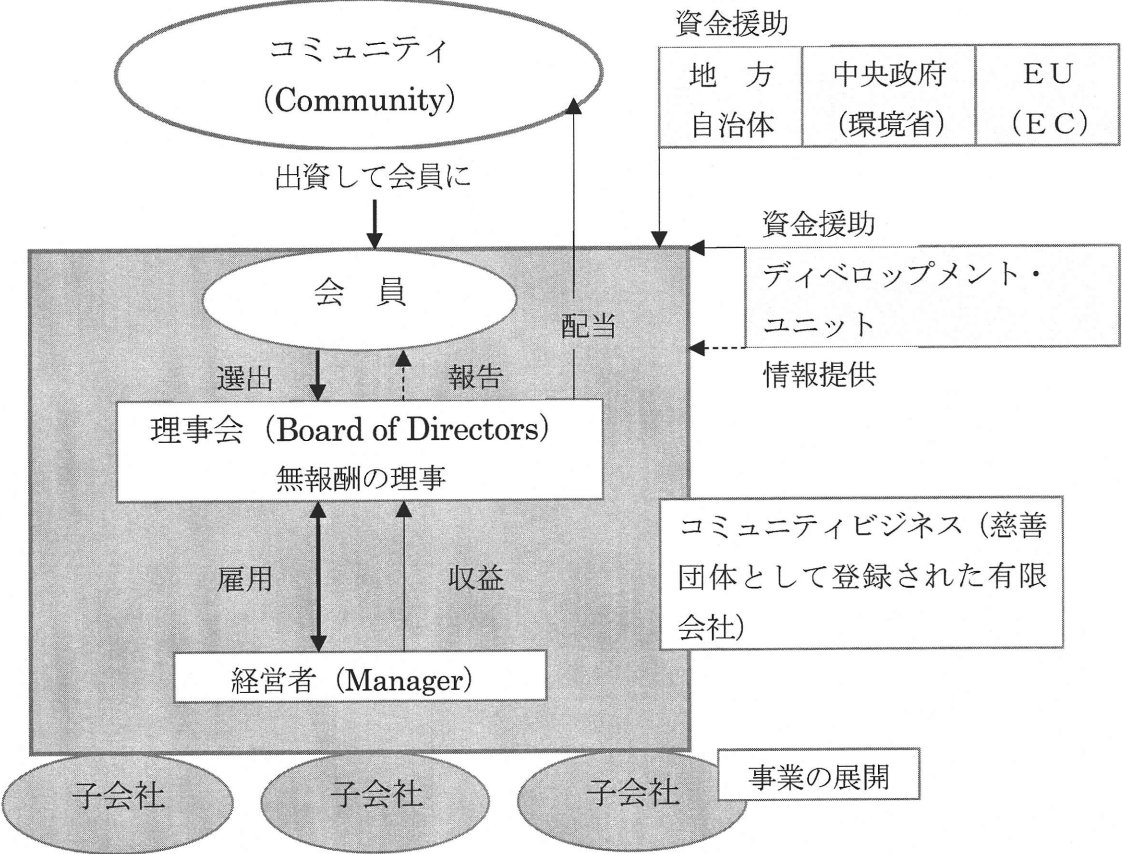 コミュニティ
(Community)
資金援助
地　方
自治体
中央政府
(環境省)
ＥＵ
(ＥＣ)
出資して会員に
資金援助
ディベロップメント・
ユニット
情報提供
会　員
配当
選出
報告
理事会 (Board of Directors)
無報酬の理事
雇用
収益
コミュニティビジネス (慈善
団体として登録された有限
会社)
経営者 (Manager)
子会社
子会社
子会社
事業の展開